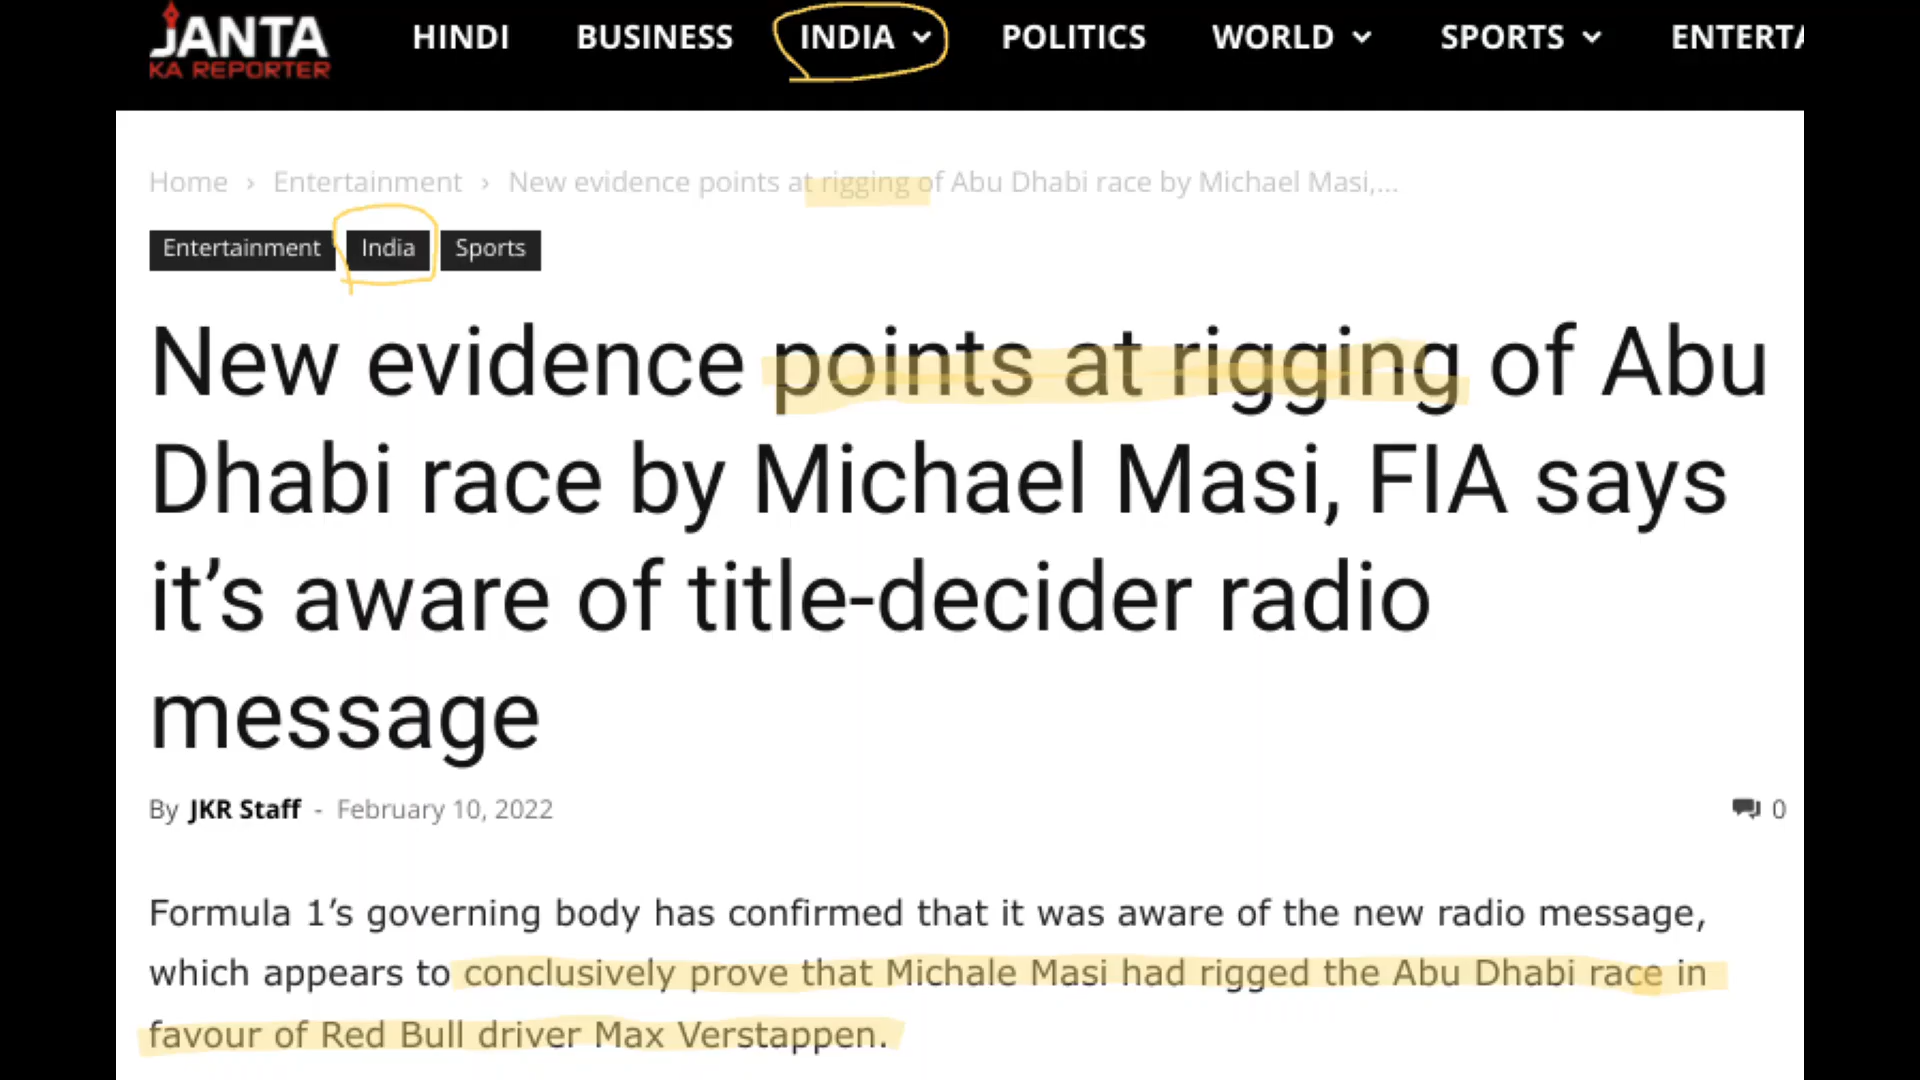 JANTA
KA REPORTER
HINDI BUSINESS INDIA POLITICS WORLD SPORTS ENTERTA
Home › Entertainment › New evidence points at rigging of Abu Dhabi race by Michael Masi,...
Entertainment India Sports
New evidence points at rigging of Abu
Dhabi race by Michael Masi, FIA says
it’s aware of title-decider radio
message
By JKR Staff - February 10, 2022 0
Formula 1’s governing body has confirmed that it was aware of the new radio message,
which appears to conclusively prove that Michale Masi had rigged the Abu Dhabi race in
favour of Red Bull driver Max Verstappen.